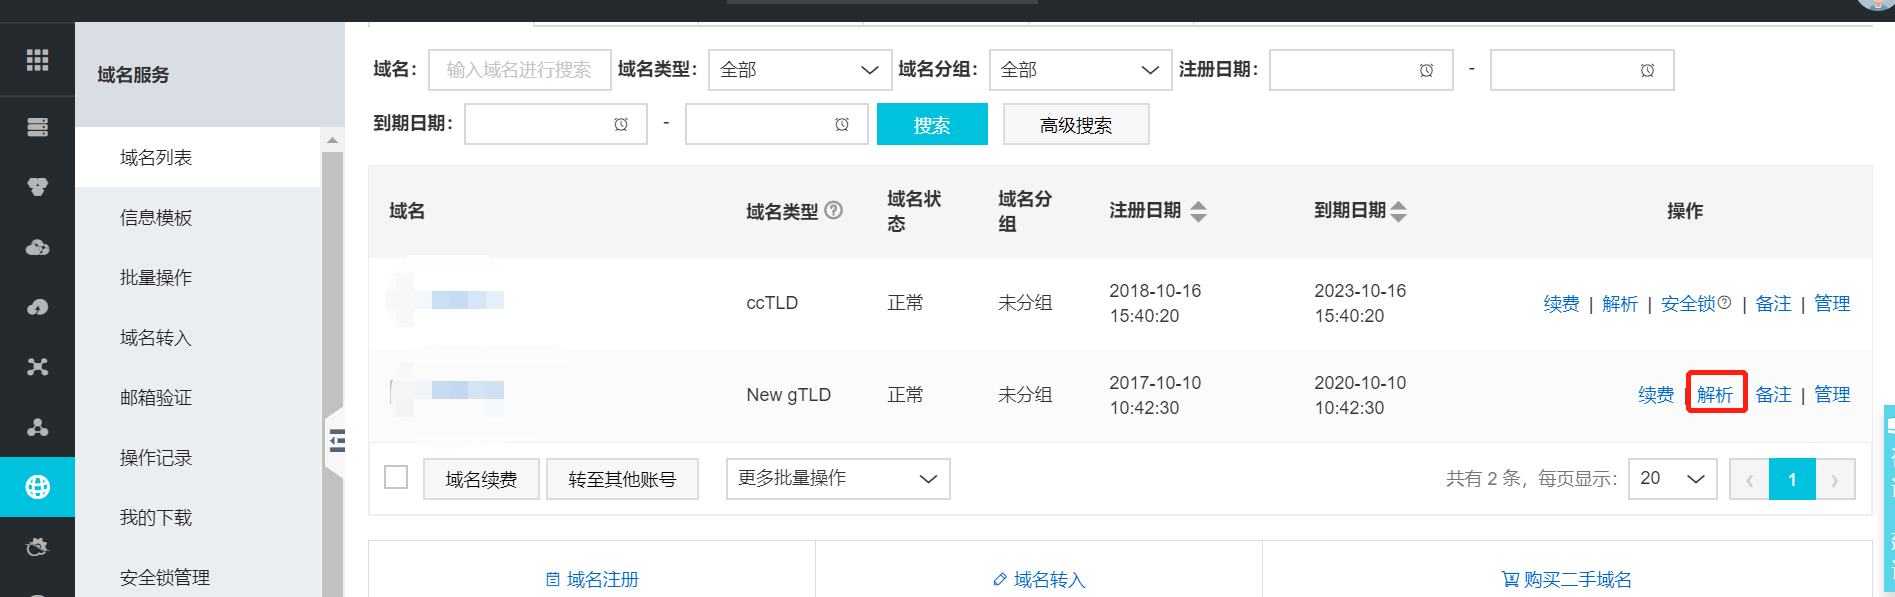 域名服务
域名列表
信息模板
批量操作
域名转入
邮箱验证
操作记录
我的下载
安全锁管理
域名： 输入域名进行搜索 域名类型： 全部 域名分组： 全部 注册日期： -
到期日期： - 搜索 高级搜索
域名 域名类型 域名状态 域名分组 注册日期 到期日期 操作
ccTLD 正常 未分组 2018-10-16 15:40:20 2023-10-16 15:40:20 续费 | 解析 | 安全锁 | 备注 | 管理
New gTLD 正常 未分组 2017-10-10 10:42:30 2020-10-10 10:42:30 续费 | 解析 备注 | 管理
域名续费 转至其他账号 更多批量操作 共有 2 条，每页显示： 20 ‹ 1 ›
域名注册 域名转入 购买二手域名